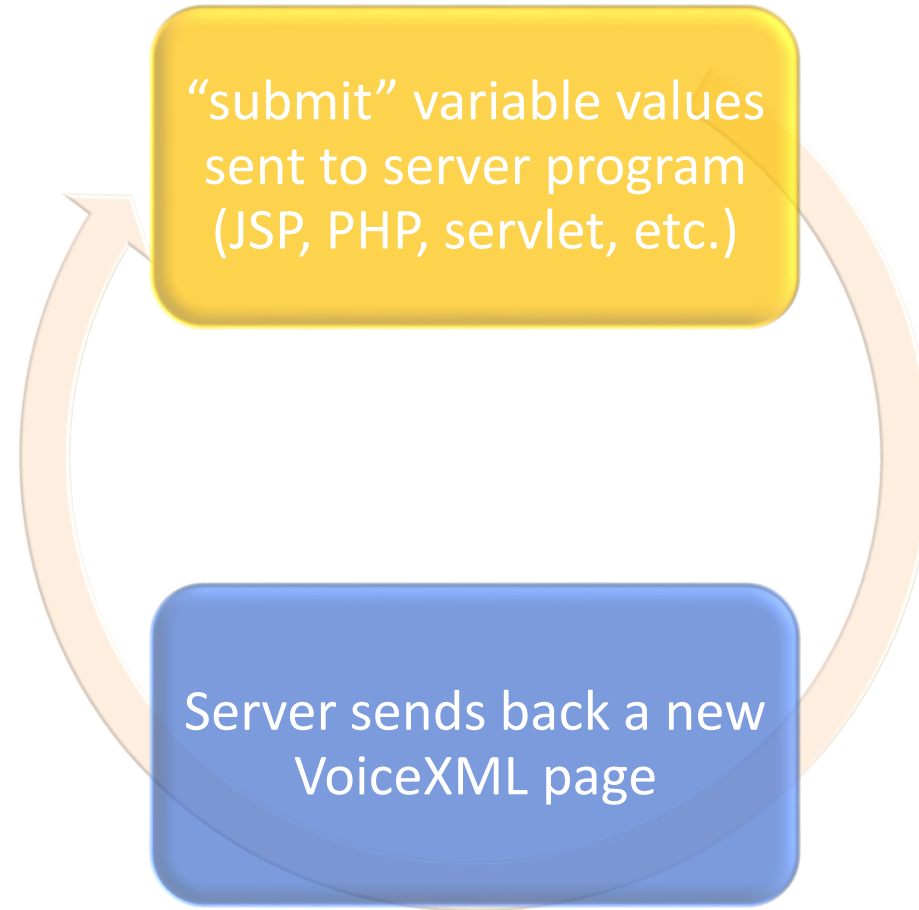 “submit” variable values
sent to server program
(JSP, PHP, servlet, etc.)
Server sends back a new
VoiceXML page